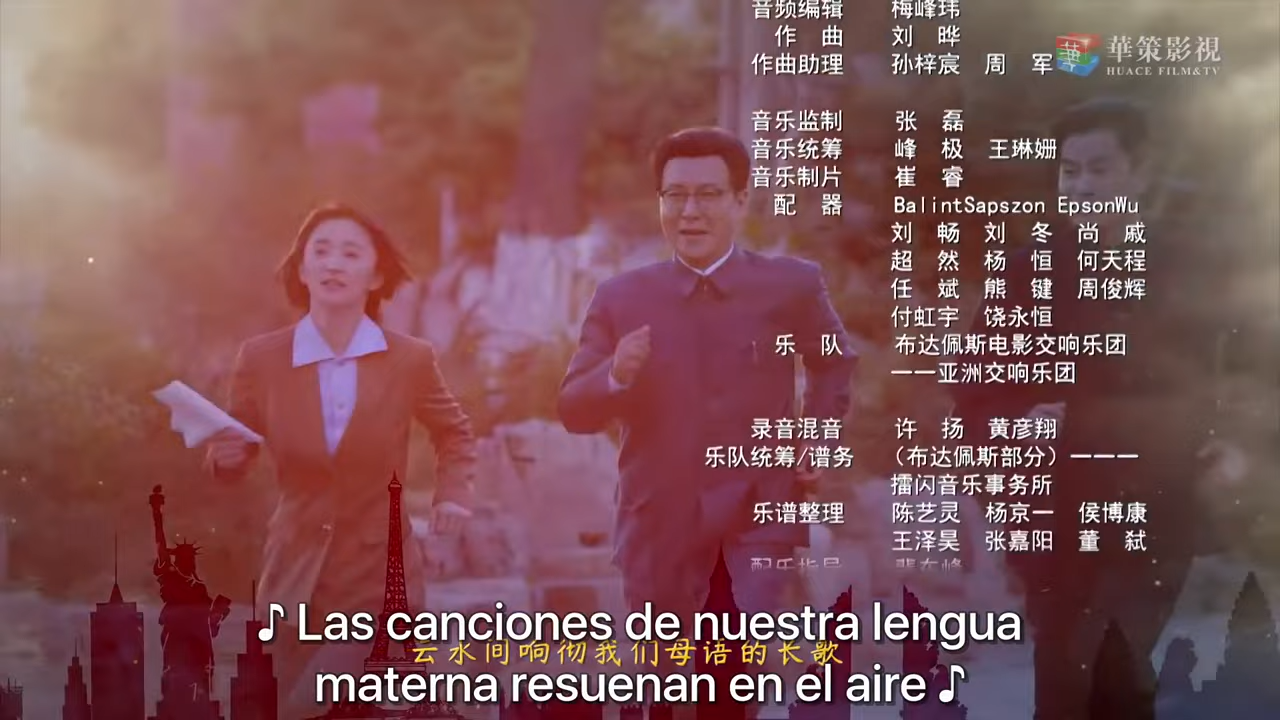 音频编辑 梅峰玮
作 曲 刘 晔
作曲助理 孙梓宸 周 军
華 華策影視
HUACE FILM&TV
音乐监制 张 磊
音乐统筹 峰 极 王琳姗
音乐制片 崔 睿
配 器 BalintSapszon EpsonWu
刘 畅 刘 冬 尚 戚
超 然 杨 恒 何天程
任 斌 熊 键 周俊辉
付虹宇 饶永恒
乐 队 布达佩斯电影交响乐团
——亚洲交响乐团
录音混音 许 扬 黄彦翔
乐队统筹/谱务 （布达佩斯部分）———
擂闪音乐事务所
乐谱整理 陈艺灵 杨京一 侯博康
王泽昊 张嘉阳 董 弑
♪ Las canciones de nuestra lengua
云水间响彻我们母语的长歌
materna resuenan en el aire ♪